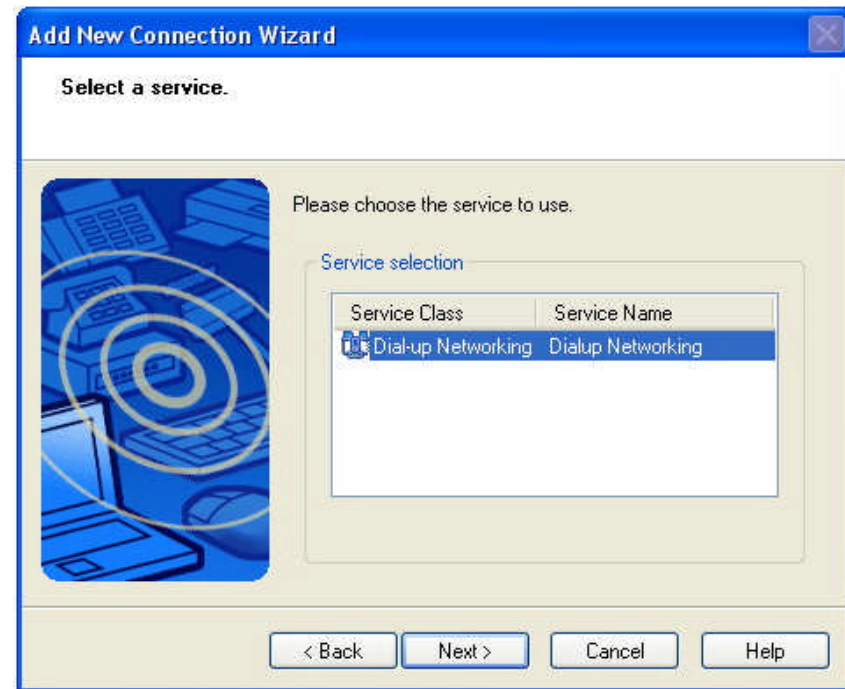 Add New Connection Wizard
Select a service.
Please choose the service to use.
Service selection
Service Class Service Name
Dial-up Networking Dialup Networking
< Back Next > Cancel Help